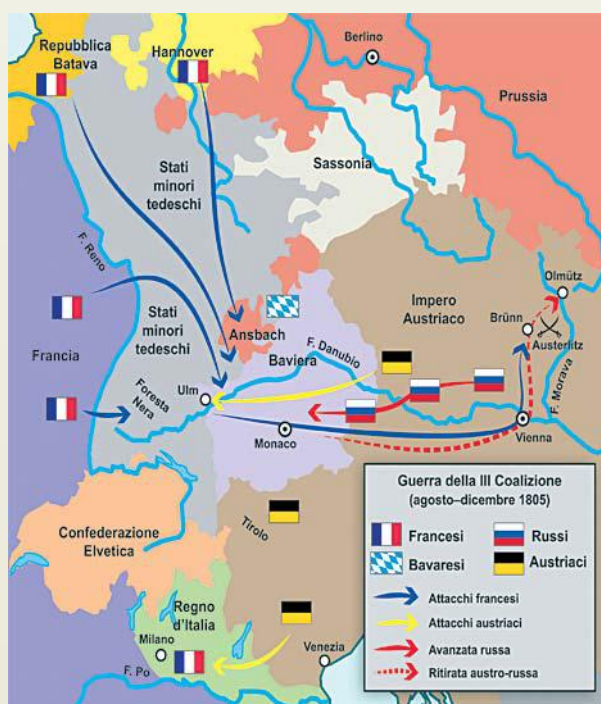 Repubblica
Batava
Hannover
Berlino
Prussia
Sassonia
Stati
minori
tedeschi
F. Reno
Olmütz
Impero
Austriaco
Brünn
Austerlitz
Ansbach
Stati
minori
tedeschi
Baviera
F. Danubio
Francia
F. Morava
Foresta
Nera
Ulm
Vienna
Monaco
Confederazione
Elvetica
Tirolo
Regno
d'Italia
Milano
Venezia
F. Po
Guerra della III Coalizione
(agosto–dicembre 1805)
Francesi
Russi
Bavaresi
Austriaci
Attacchi francesi
Attacchi austriaci
Avanzata russa
Ritirata austro-russa